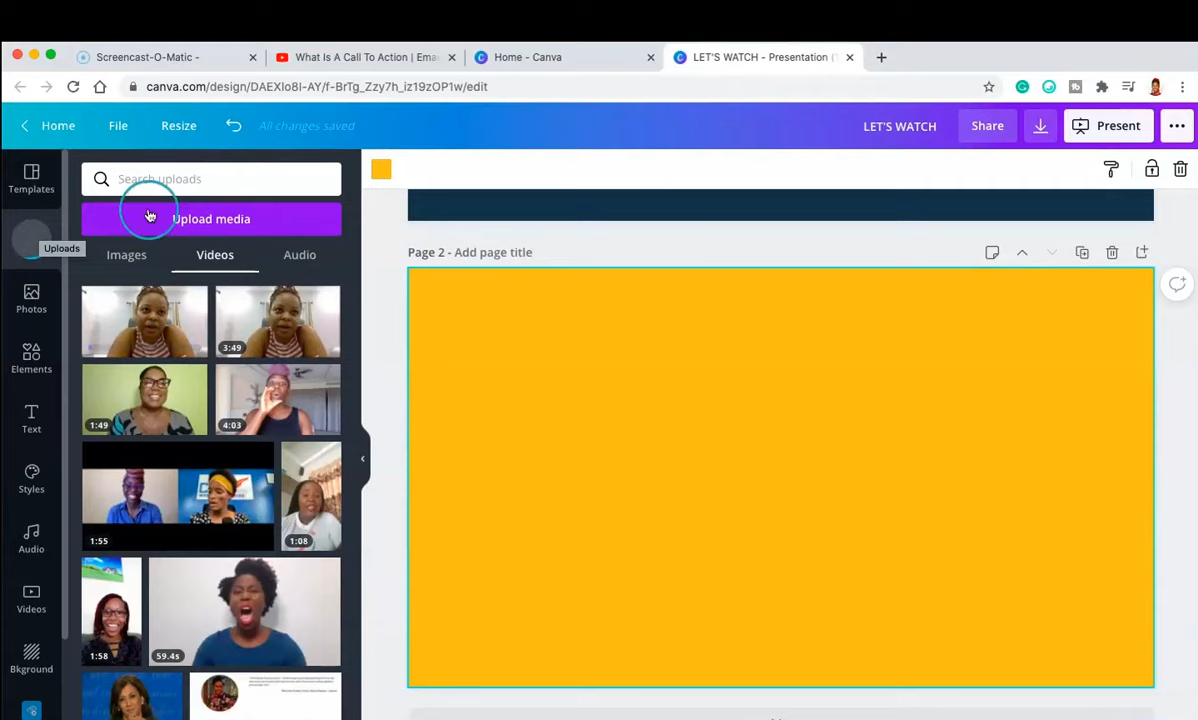 Screencast-O-Matic -
What Is A Call To Action | Emai
Home - Canva
LET'S WATCH - Presentation (1
canva.com/design/DAEXIo8I-AY/f-BrTg_Zzy7h_iz19zOP1w/edit
Home
File
Resize
All changes saved
LET'S WATCH
Share
Present
Templates
Search uploads
Upload media
Uploads
Images
Videos
Audio
Page 2 - Add page title
Photos
3:49
Elements
1:49
4:03
Text
Styles
Audio
1:55
1:08
Videos
1:58
59.4s
Bkground